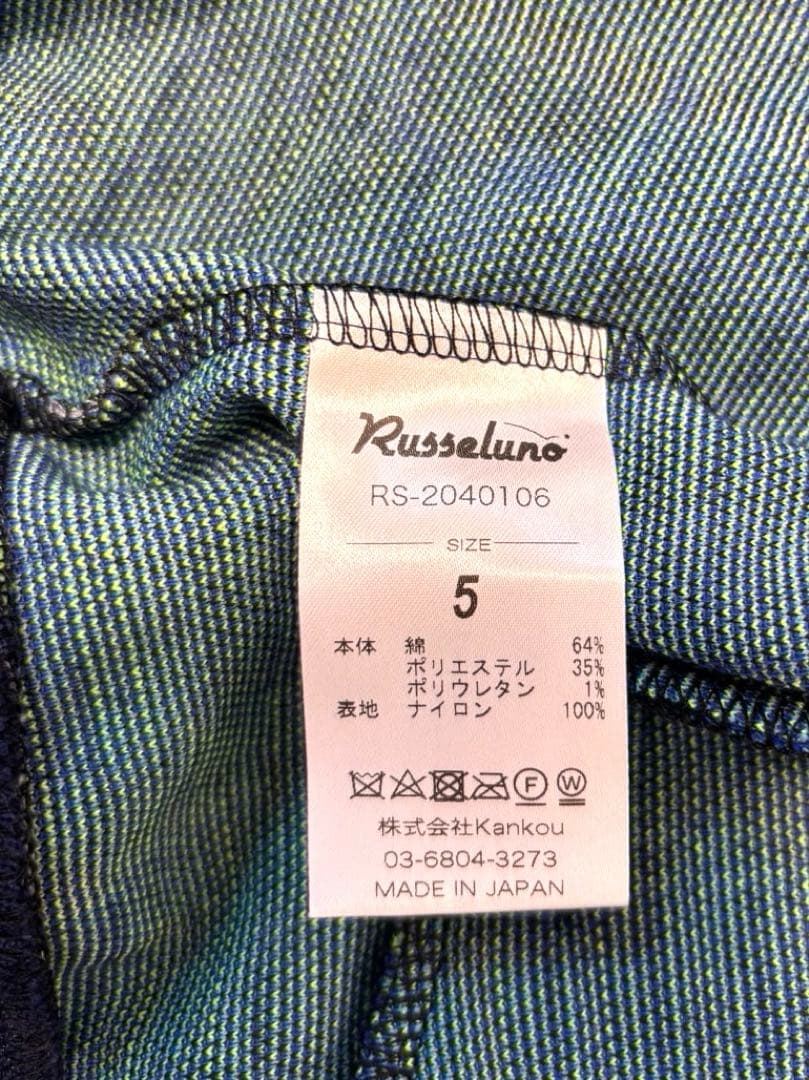 Russeluno
RS-2040106
SIZE
5
本体 綿 64%
ポリエステル 35%
ポリウレタン 1%
表地 ナイロン 100%
F W
株式会社Kankou
03-6804-3273
MADE IN JAPAN